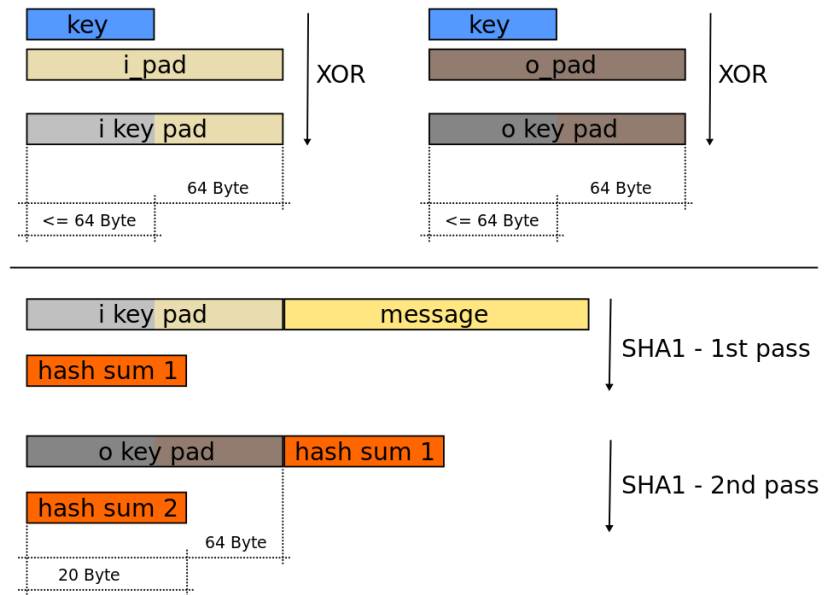 key
i_pad
XOR
i key pad
64 Byte
<= 64 Byte
key
o_pad
XOR
o key pad
64 Byte
<= 64 Byte
i key pad
message
SHA1 - 1st pass
hash sum 1
o key pad
hash sum 1
SHA1 - 2nd pass
hash sum 2
64 Byte
20 Byte